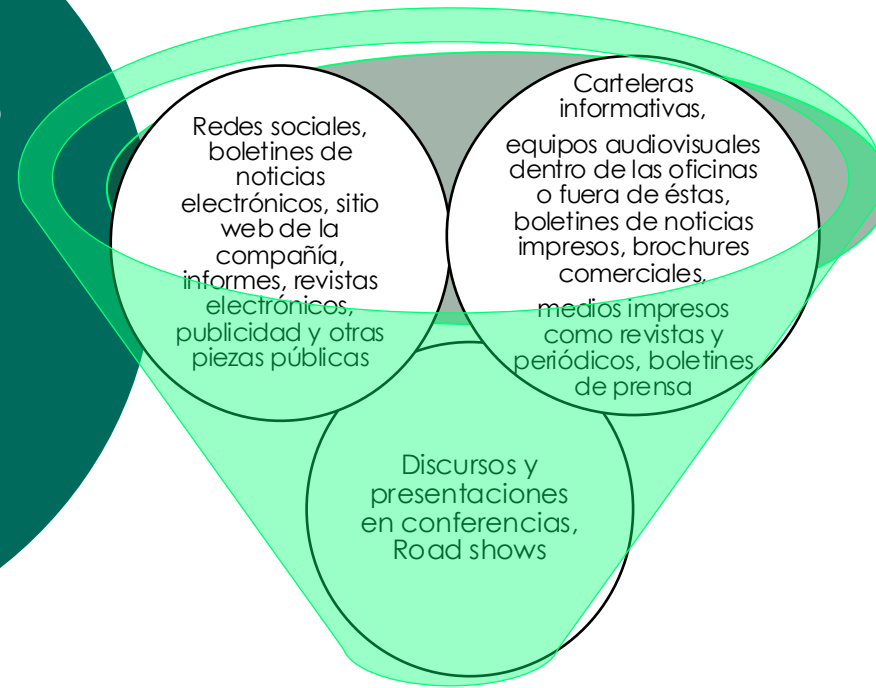 Redes sociales,
boletines de
noticias
electrónicos, sitio
web de la
compañía,
informes, revistas
electrónicos,
publicidad y otras
piezas públicas
Carteleras
informativas,
equipos audiovisuales
dentro de las oficinas
o fuera de éstas,
boletines de noticias
impresos, brochures
comerciales,
medios impresos
como revistas y
periódicos, boletines
de prensa
Discursos y
presentaciones
en conferencias,
Road shows